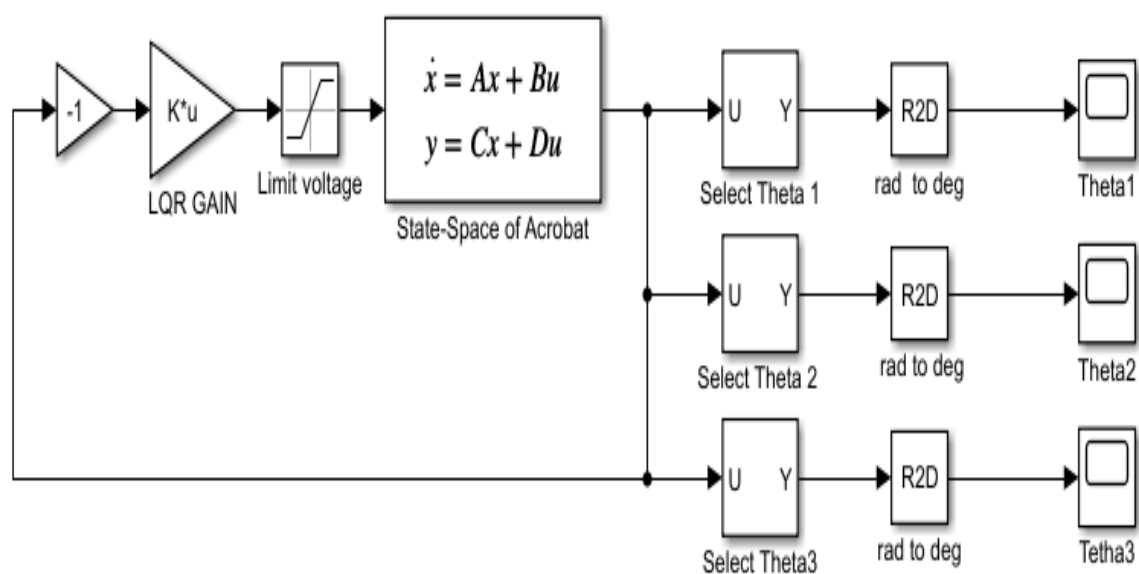 -1
K*u
LQR GAIN
Limit voltage
ẋ = Ax + Bu
y = Cx + Du
State-Space of Acrobat
U Y
Select Theta 1
R2D
rad to deg
Theta1
U Y
Select Theta 2
R2D
rad to deg
Theta2
U Y
Select Theta3
R2D
rad to deg
Tetha3